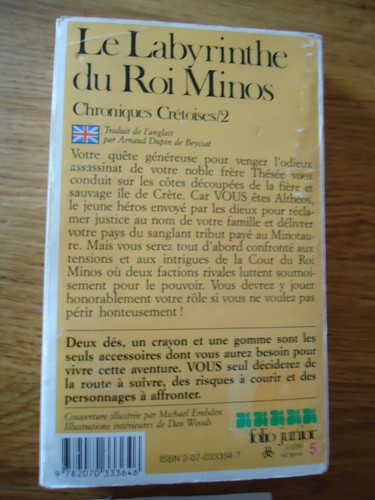 Le Labyrinthe
du Roi Minos
Chroniques Crétoises/2
Traduit de l'anglais
par Arnaud Dupin de Beyssat
Votre quête généreuse pour venger l'odieux
assassinat de votre noble frère Thésée vous
conduit sur les côtes découpées de la fière et
sauvage île de Crète. Car VOUS êtes Althéos,
le jeune héros envoyé par les dieux pour récla-
mer justice au nom de votre famille et délivrer
votre pays du sanglant tribut payé au Minotau-
re. Mais vous serez tout d'abord confronté aux
tensions et aux intrigues de la Cour du Roi
Minos où deux factions rivales luttent sournoi-
sement pour le pouvoir. Vous devrez y jouer
honorablement votre rôle si vous ne voulez pas
périr honteusement!
Deux dés, un crayon et une gomme sont les
seuls accessoires dont vous aurez besoin pour
vivre cette aventure. VOUS seul déciderez de
la route à suivre, des risques à courir et des
personnages à affronter.
Couverture illustrée par Michael Embden
Illustrations intérieures de Dan Woods
folio junior
5
ISBN 2-07-033364-7
9 782070 333646